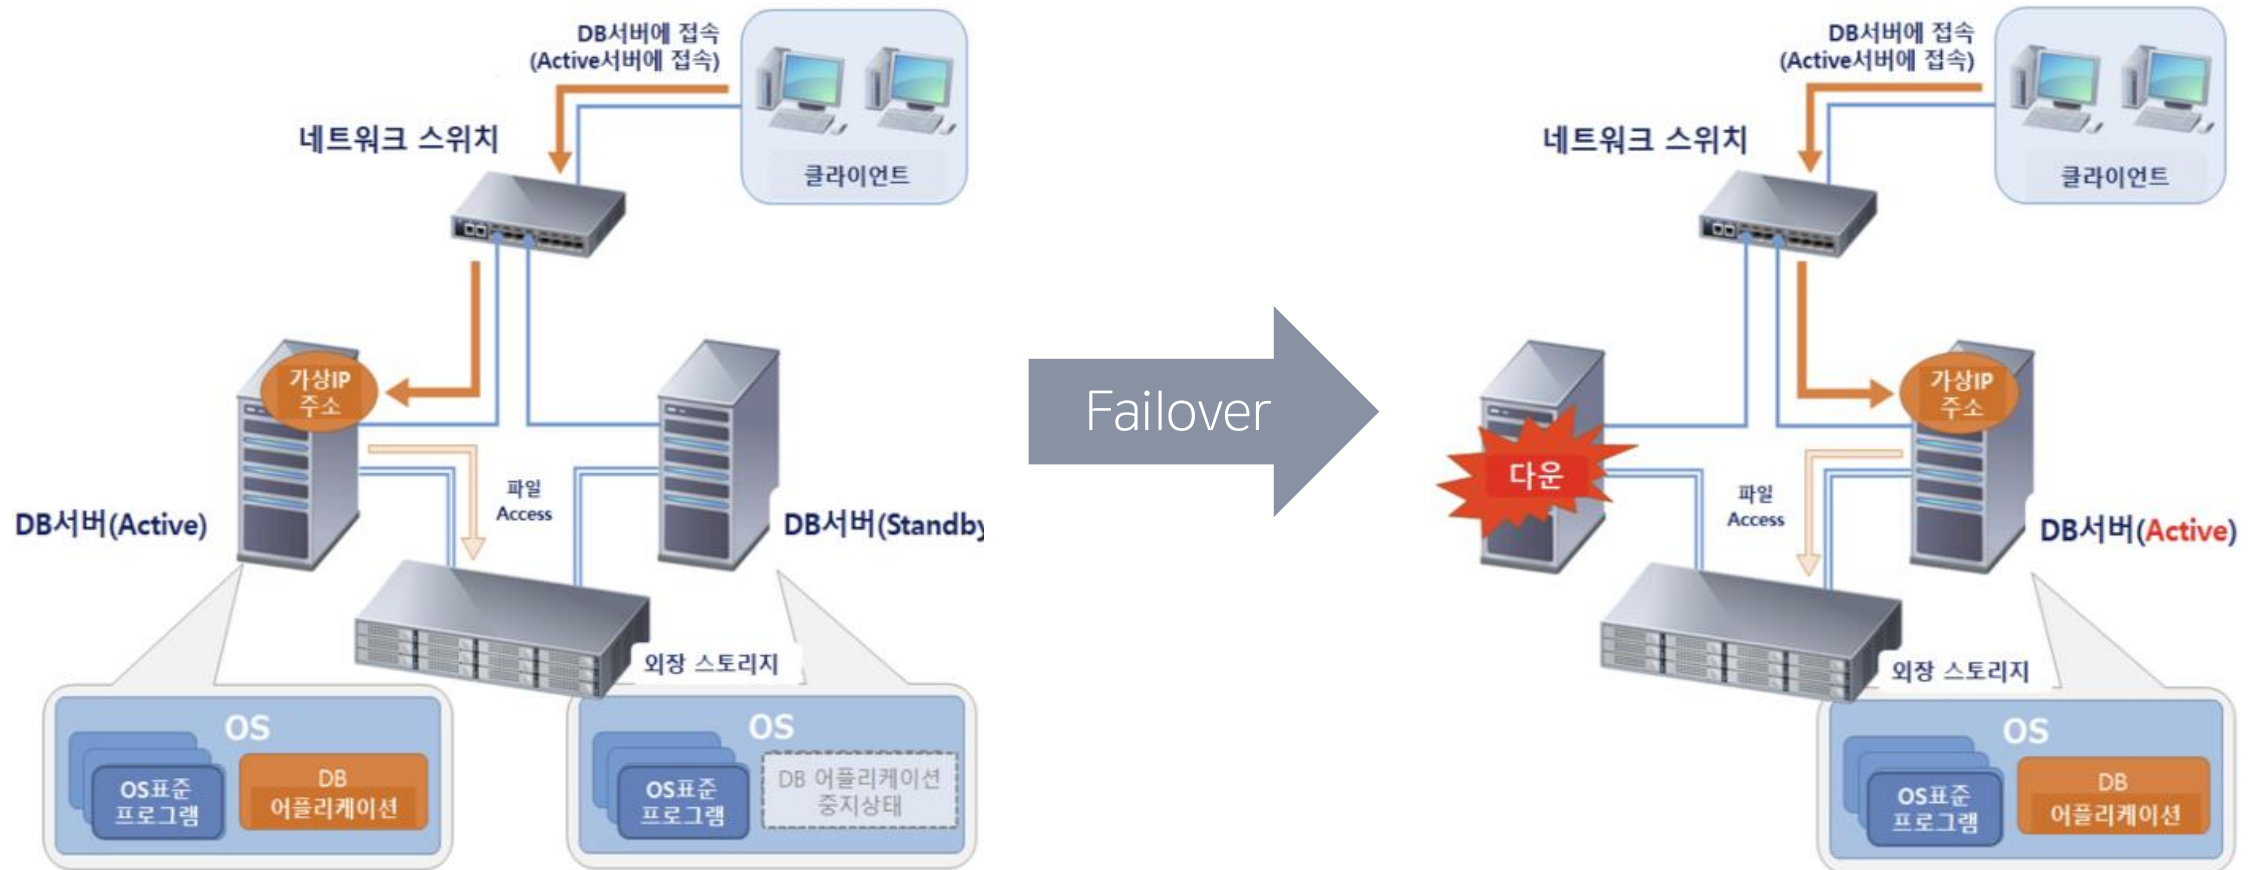 DB서버에 접속
(Active서버에 접속)
클라이언트
네트워크 스위치
가상IP
주소
파일
Access
DB서버(Active)
DB서버(Standby
외장 스토리지
OS
OS표준
프로그램
DB
어플리케이션
OS
OS표준
프로그램
DB 어플리케이션
중지상태
Failover
DB서버에 접속
(Active서버에 접속)
클라이언트
네트워크 스위치
가상IP
주소
다운
파일
Access
DB서버(Active)
외장 스토리지
OS
OS표준
프로그램
DB
어플리케이션